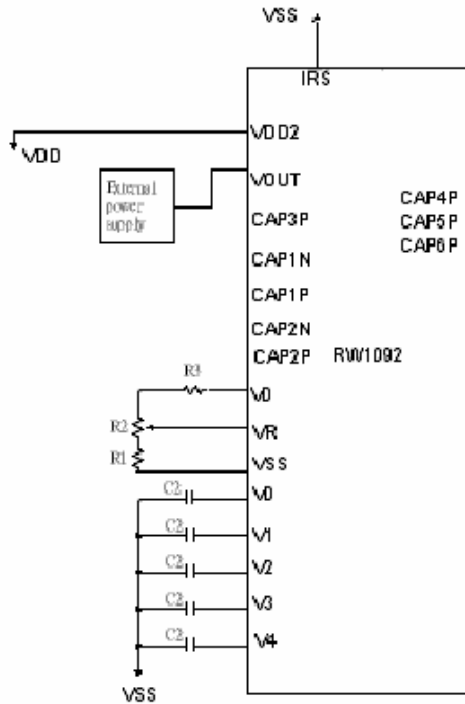 VSS
IRS
VDD2
VDD
VOUT
External
power
supply
CAP4P
CAP3P
CAP5P
CAP6P
CAP1N
CAP1P
CAP2N
CAP2P RW1092
R3
V0
R2
VR
R1
VSS
C2
V0
C2
V1
C2
V2
C2
V3
C2
V4
VSS